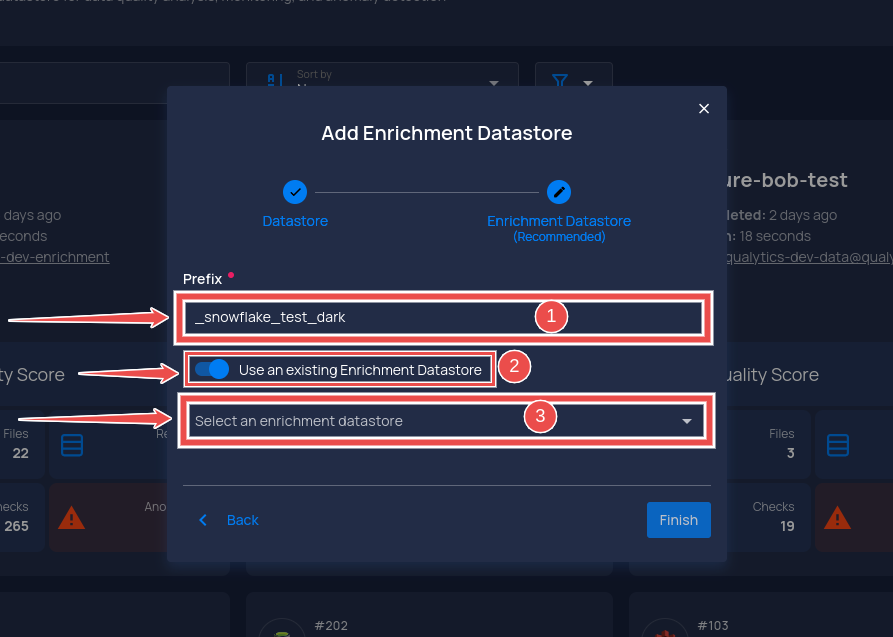 Sort by
Add Enrichment Datastore
Datastore
Enrichment Datastore
(Recommended)
ure-bob-test
days ago
leted: 2 days ago
econds
n: 18 seconds
-dev-enrichment
qualytics-dev-data@qualy
Prefix
_snowflake_test_dark
1
Use an existing Enrichment Datastore
2
ty Score
uality Score
Select an enrichment datastore
3
Files
22
Re
Files
3
hecks
265
Ano
Checks
19
Back
Finish
#202
#103